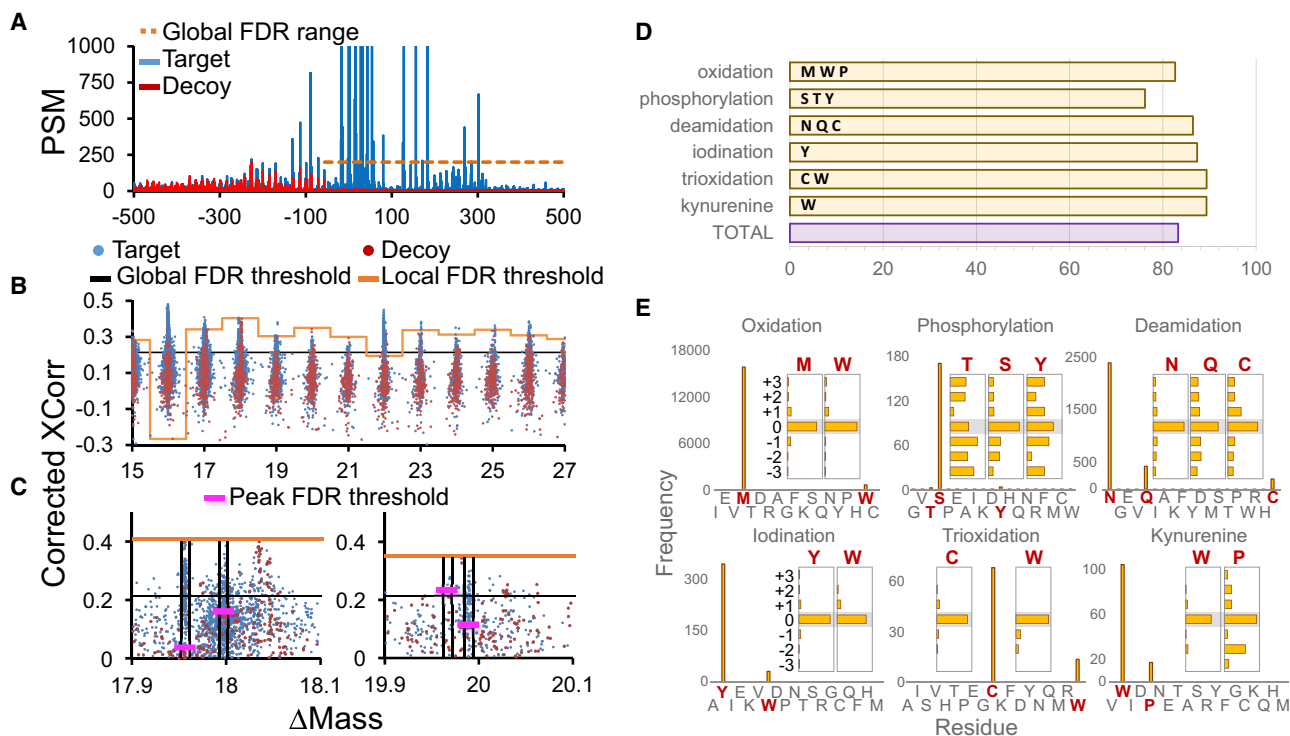 A
Global FDR range
Target
Decoy
PSM
1000
750
500
250
0
-500 -300 -100 100 300 500
Target Decoy
Global FDR threshold Local FDR threshold
B
Corrected XCorr
0.5
0.3
0.1
-0.1
-0.3
15 17 19 21 23 25 27
C
Peak FDR threshold
0.4
0.2
0
17.9 18 18.1
0.4
0.2
0
19.9 20 20.1
ΔMass
D
oxidation M W P
phosphorylation S T Y
deamidation N Q C
iodination Y
trioxidation C W
kynurenine W
TOTAL
0 20 40 60 80 100
E
Frequency
Oxidation
18000
12000
6000
0
M W
+3
+2
+1
0
-1
-2
-3
E M D A F S N P W
I V T R G K Q Y H C
Phosphorylation
180
120
60
0
T S Y
V S E I D H N F C
G T P A K Y Q R M W
Deamidation
2500
1500
500
0
N Q C
N E Q A F D S P R C
G V I K Y M T W H
Iodination
300
150
0
Y W
+3
+2
+1
0
-1
-2
-3
Y E V D N S G Q H
A I K W P T R C F M
Trioxidation
60
30
0
C W
I V T E C F Y Q R
A S H P G K D N M W
Kynurenine
100
60
20
0
W P
W D N T S Y G K H
V I P E A R F C Q M
Residue